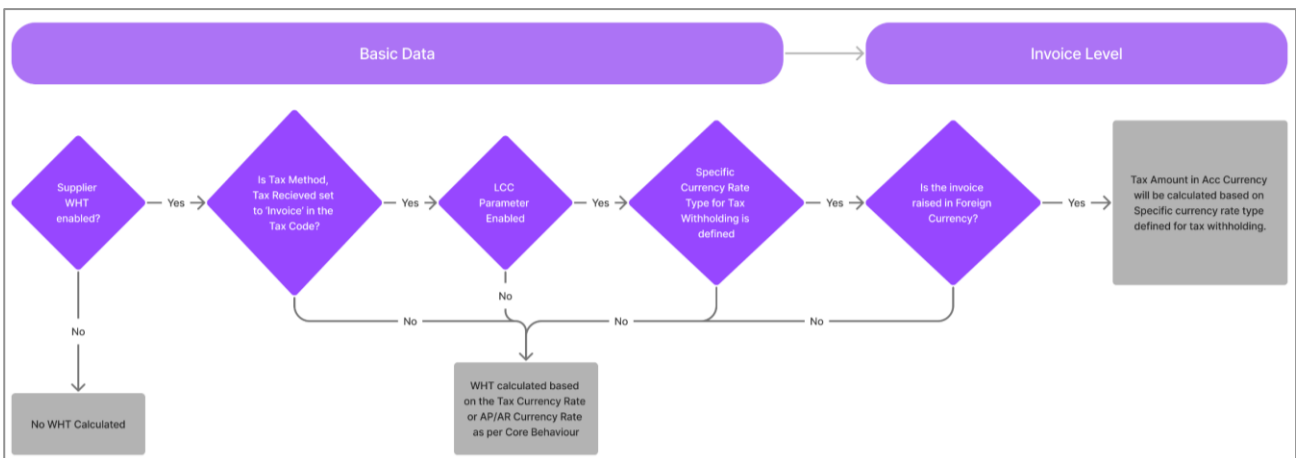 Basic Data
Invoice Level
Supplier
WHT
enabled?
Yes
Is Tax Method,
Tax Recieved set
to 'Invoice' in the
Tax Code?
Yes
LCC
Parameter
Enabled
Yes
Specific
Currency Rate
Type for Tax
Withholding is
defined
Yes
Is the invoice
raised in Foreign
Currency?
Yes
Tax Amount in Acc Currency
will be calculated based on
Specific currency rate type
defined for tax withholding.
No
No
No
No
No
No WHT Calculated
WHT calculated based
on the Tax Currency Rate
or AP/AR Currency Rate
as per Core Behaviour